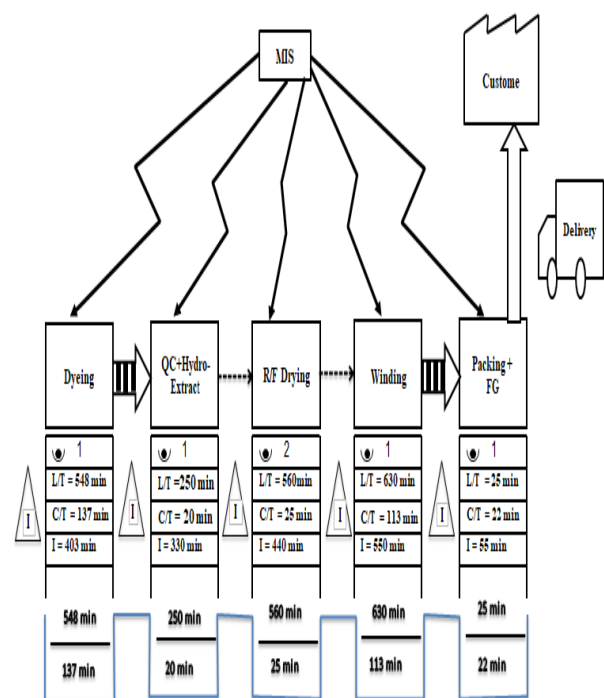 MIS
Custome
Delivery
Dyeing
QC+Hydro-
Extract
R/F Drying
Winding
Packing+
FG
1
1
2
1
1
I
L/T = 548 min
C/T = 137 min
I = 403 min
I
L/T =250 min
C/T = 20 min
I = 330 min
I
L/T = 560min
C/T = 25 min
I = 440 min
I
L/T = 630 min
C/T = 113 min
I = 550 min
I
L/T = 25 min
C/T = 22 min
I = 55 min
548 min
137 min
250 min
20 min
560 min
25 min
630 min
113 min
25 min
22 min